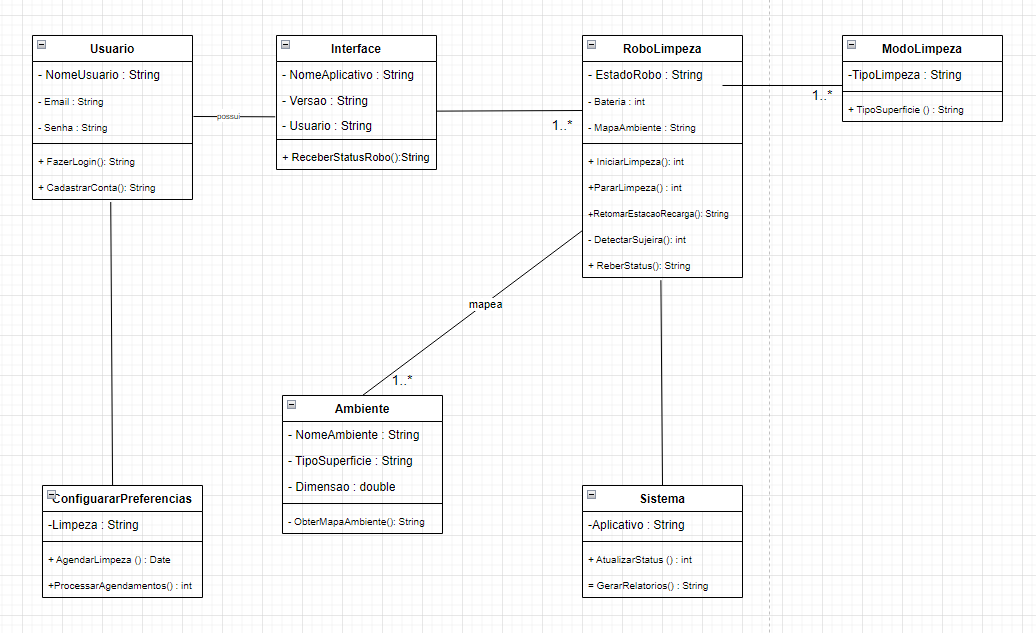 Usuario
- NomeUsuario : String
- Email : String
- Senha : String
+ FazerLogin(): String
+ CadastrarConta(): String
possui
Interface
- NomeAplicativo : String
- Versao : String
- Usuario : String
+ ReceberStatusRobo():String
1..*
RoboLimpeza
- EstadoRobo : String
- Bateria : int
- MapaAmbiente : String
+ IniciarLimpeza(): int
+PararLimpeza() : int
+RetomarEstacaoRecarga(): String
- DetectarSujeira(): int
+ ReberStatus(): String
1..*
ModoLimpeza
-TipoLimpeza : String
+ TipoSuperficie () : String
mapea
1..*
Ambiente
- NomeAmbiente : String
- TipoSuperficie : String
- Dimensao : double
- ObterMapaAmbiente(): String
ConfiguararPreferencias
-Limpeza : String
+ AgendarLimpeza () : Date
+ProcessarAgendamentos() : int
Sistema
-Aplicativo : String
+ AtualizarStatus () : int
= GerarRelatorios() : String